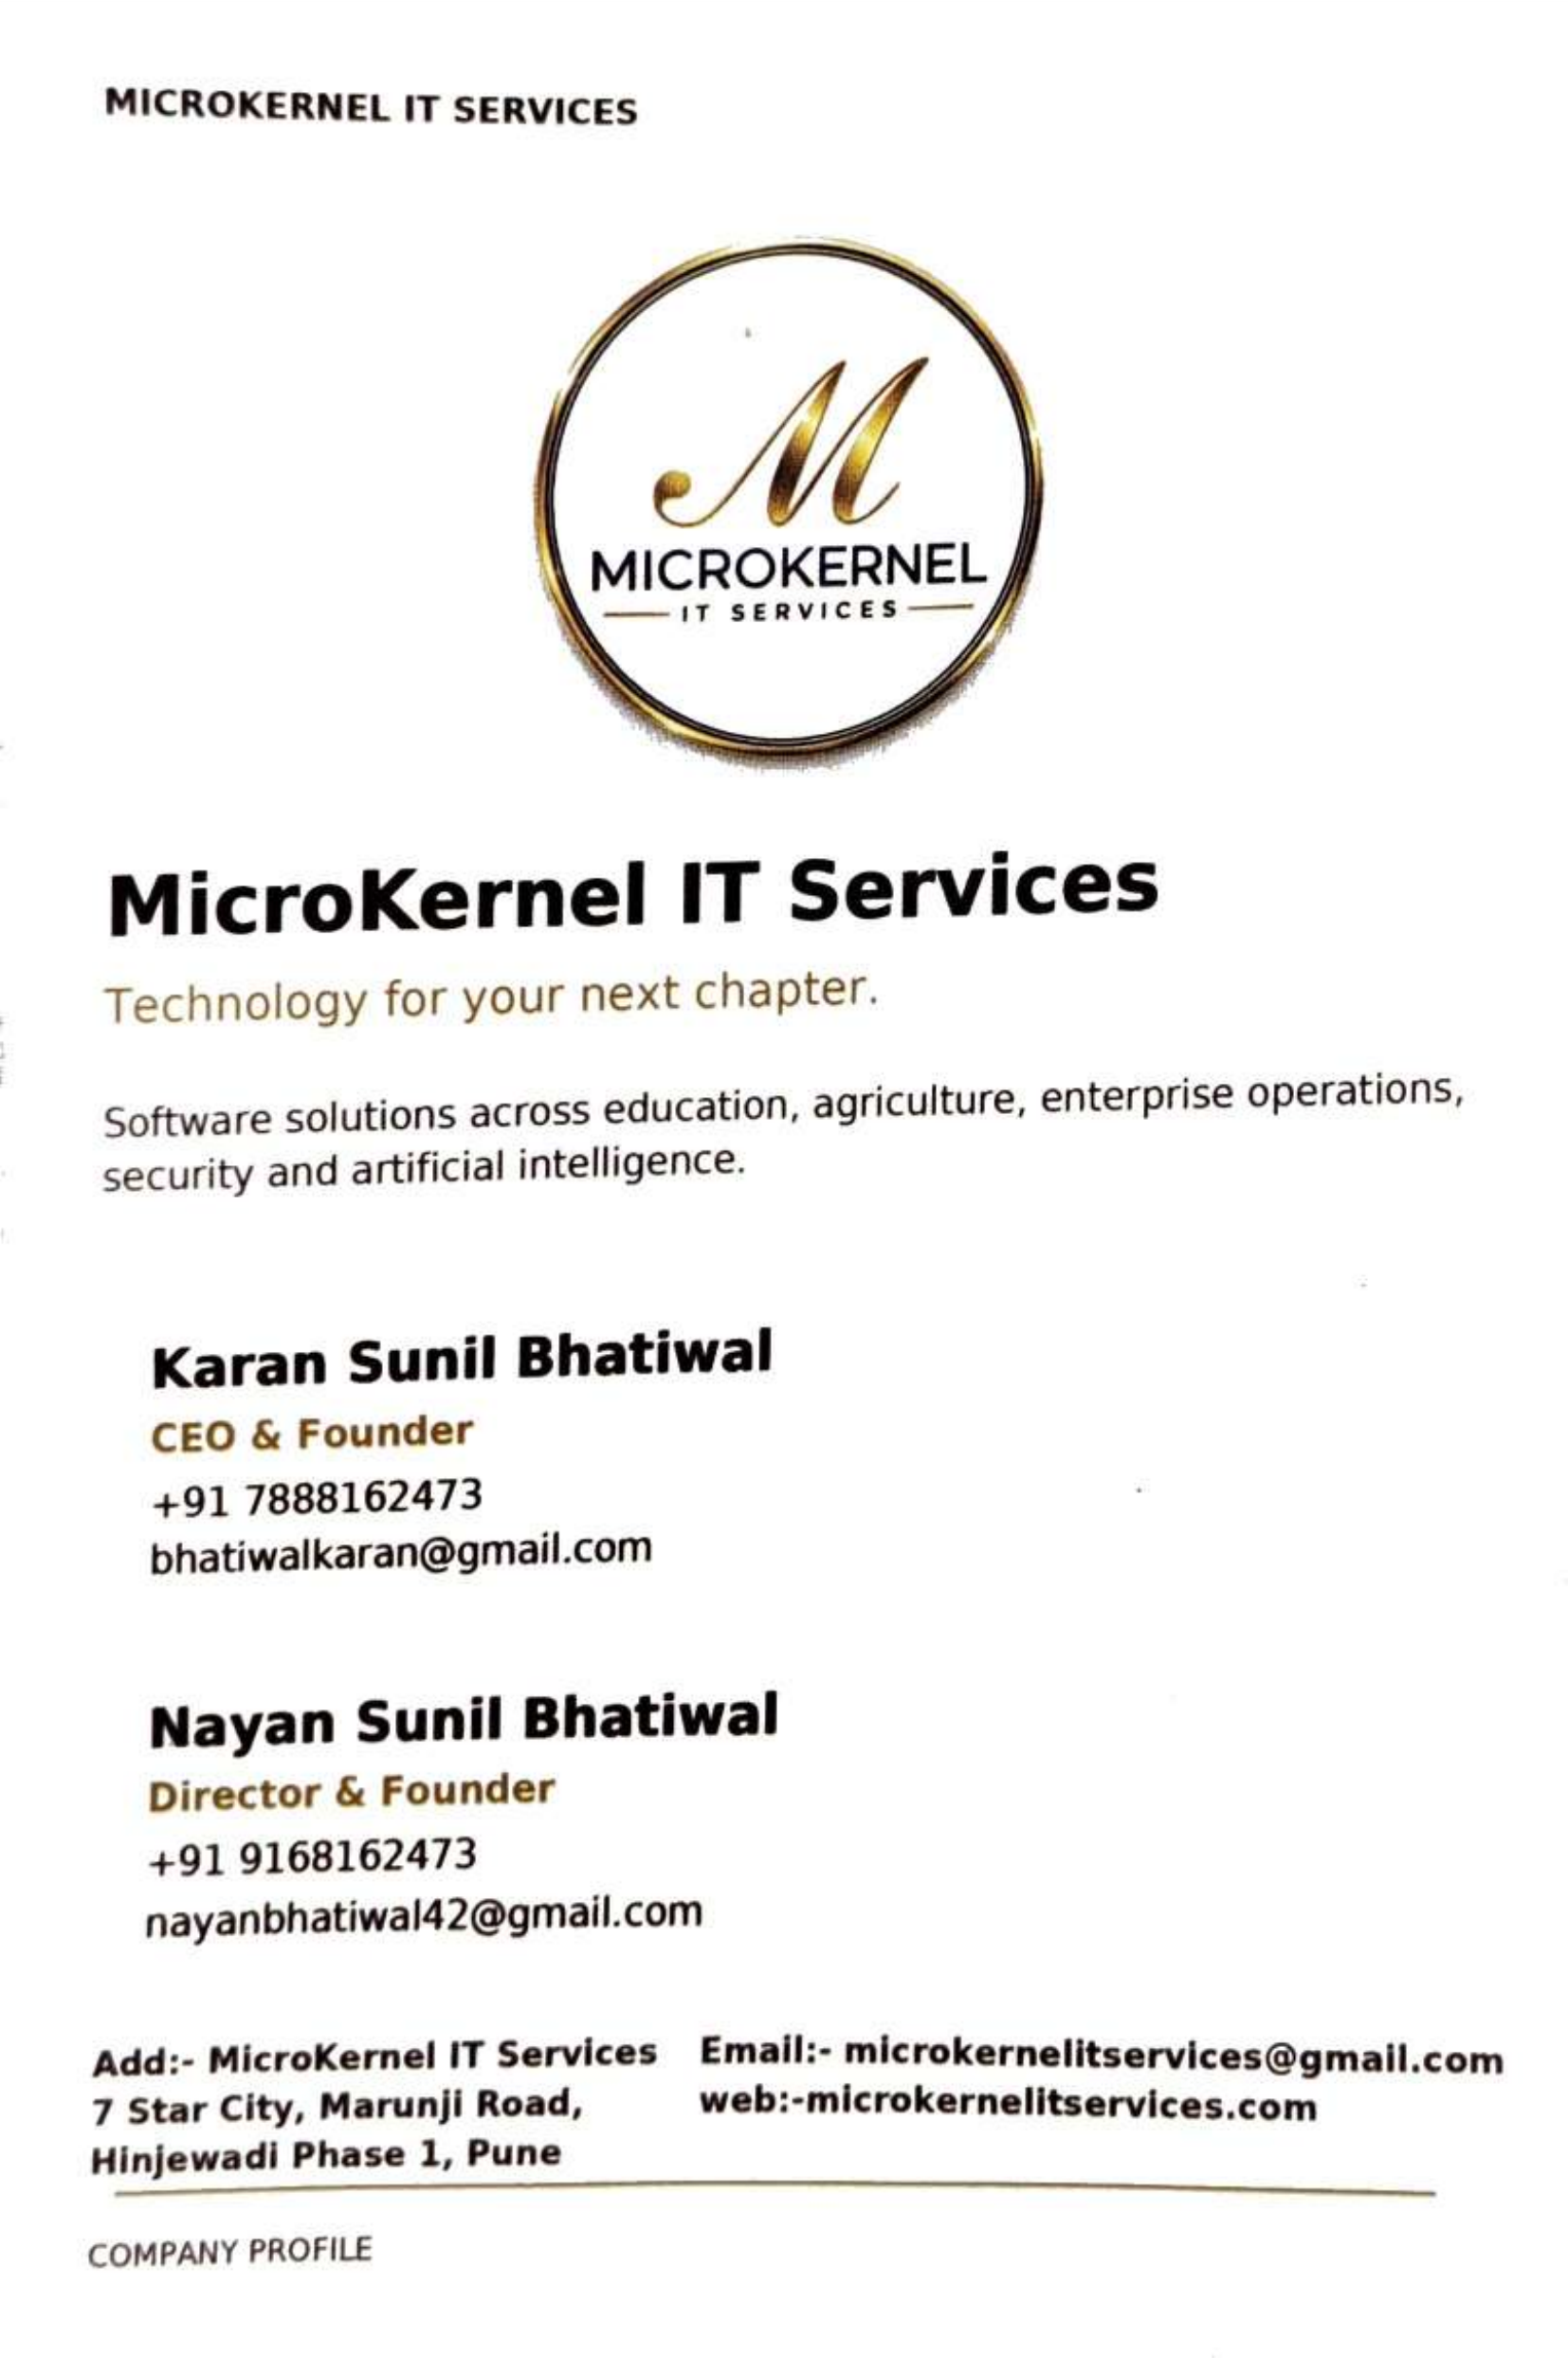 MICROKERNEL IT SERVICES
M
MICROKERNEL
IT SERVICES
MicroKernel IT Services
Technology for your next chapter.
Software solutions across education, agriculture, enterprise operations,
security and artificial intelligence.
Karan Sunil Bhatiwal
CEO & Founder
+91 7888162473
bhatiwalkaran@gmail.com
Nayan Sunil Bhatiwal
Director & Founder
+91 9168162473
nayanbhatiwal42@gmail.com
Add:- MicroKernel IT Services
7 Star City, Marunji Road,
Hinjewadi Phase 1, Pune
Email:- microkernelitservices@gmail.com
web:-microkernelitservices.com
COMPANY PROFILE